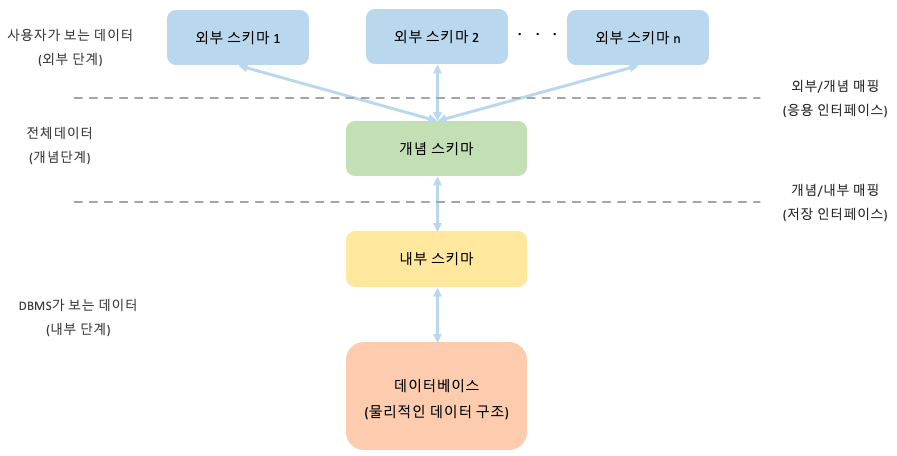 사용자가 보는 데이터
(외부 단계)
외부 스키마 1
외부 스키마 2
· · ·
외부 스키마 n
외부/개념 매핑
(응용 인터페이스)
전체데이터
(개념단계)
개념 스키마
개념/내부 매핑
(저장 인터페이스)
내부 스키마
DBMS가 보는 데이터
(내부 단계)
데이터베이스
(물리적인 데이터 구조)